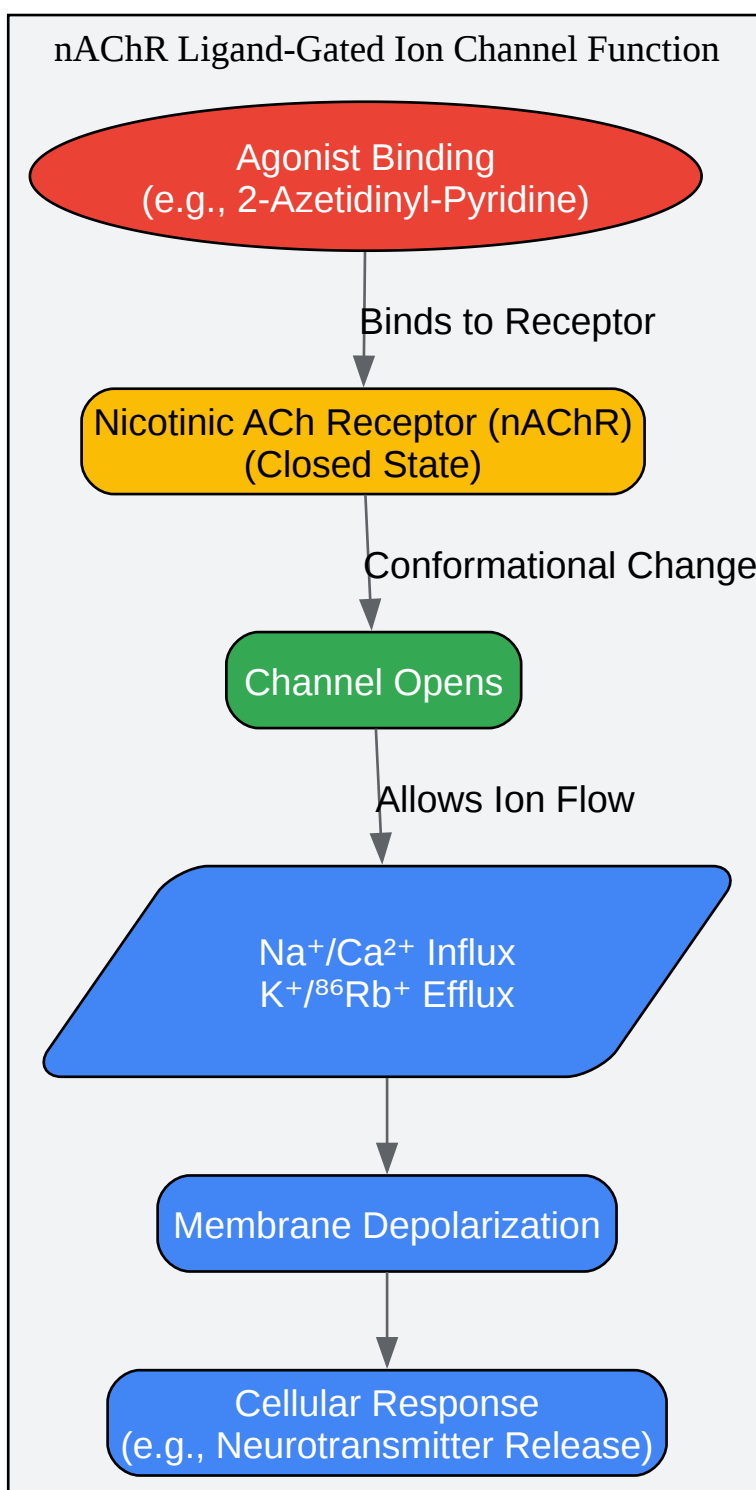 nAChR Ligand-Gated Ion Channel Function
Agonist Binding
(e.g., 2-Azetidinyl-Pyridine)
Binds to Receptor
Nicotinic ACh Receptor (nAChR)
(Closed State)
Conformational Change
Channel Opens
Allows Ion Flow
Na⁺/Ca²⁺ Influx
K⁺/⁸⁶Rb⁺ Efflux
Membrane Depolarization
Cellular Response
(e.g., Neurotransmitter Release)